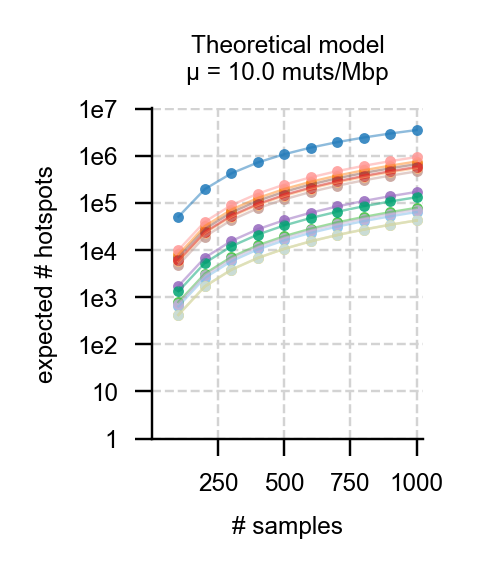 Theoretical model
μ = 10.0 muts/Mbp
expected # hotspots
1e7
1e6
1e5
1e4
1e3
1e2
10
1
250 500 750 1000
# samples